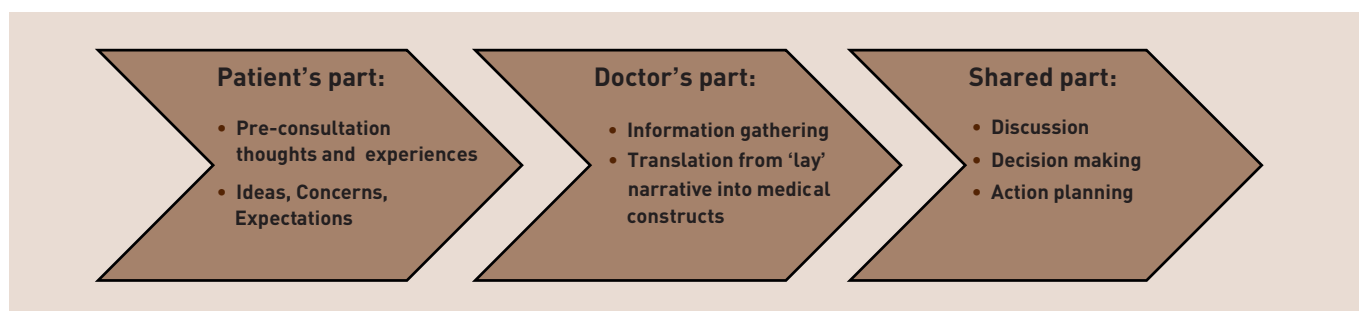 Patient’s part:
• Pre-consultation
thoughts and experiences
• Ideas, Concerns,
Expectations
Doctor’s part:
• Information gathering
• Translation from ‘lay’
narrative into medical
constructs
Shared part:
• Discussion
• Decision making
• Action planning